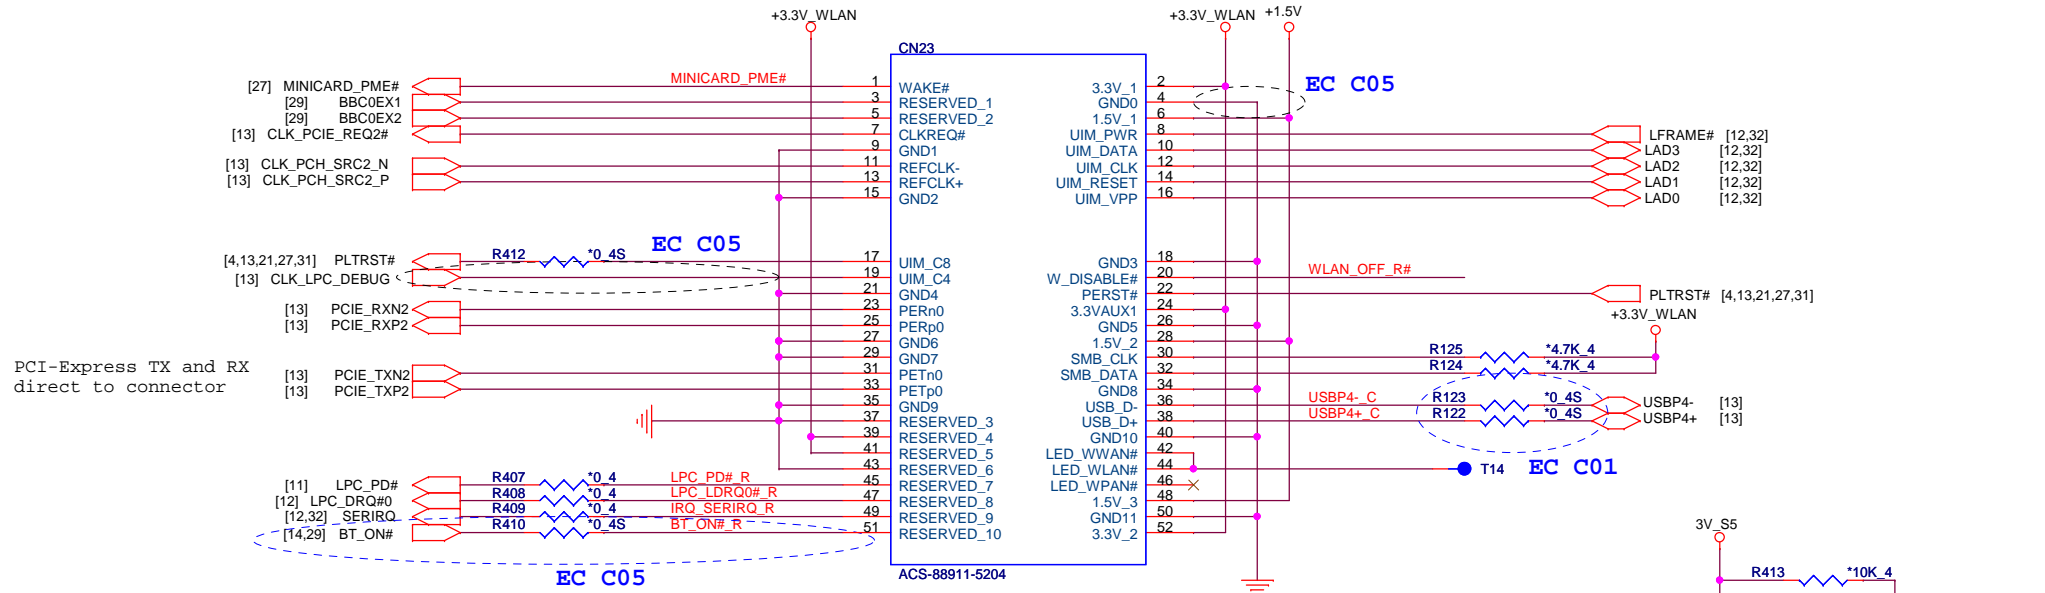 +3.3V_WLAN
+3.3V_WLAN
+1.5V
CN23
EC C05
[27] MINICARD_PME# MINICARD_PME# 1 WAKE# 3.3V_1 2
[29] BBC0EX1 3 RESERVED_1 GND0 4
[29] BBC0EX2 5 RESERVED_2 1.5V_1 6
[13] CLK_PCIE_REQ2# 7 CLKREQ# UIM_PWR 8 LFRAME# [12,32]
9 GND1 UIM_DATA 10 LAD3 [12,32]
[13] CLK_PCH_SRC2_N 11 REFCLK- UIM_CLK 12 LAD2 [12,32]
[13] CLK_PCH_SRC2_P 13 REFCLK+ UIM_RESET 14 LAD1 [12,32]
15 GND2 UIM_VPP 16 LAD0 [12,32]
EC C05
[4,13,21,27,31] PLTRST# R412 *0_4S 17 UIM_C8 GND3 18
[13] CLK_LPC_DEBUG 19 UIM_C4 W_DISABLE# 20 WLAN_OFF_R#
21 GND4 PERST# 22 PLTRST# [4,13,21,27,31]
[13] PCIE_RXN2 23 PERn0 3.3VAUX1 24
+3.3V_WLAN
[13] PCIE_RXP2 25 PERp0 GND5 26
27 GND6 1.5V_2 28
29 GND7 SMB_CLK 30 R125 *4.7K_4
PCI-Express TX and RX
direct to connector
[13] PCIE_TXN2 31 PETn0 SMB_DATA 32 R124 *4.7K_4
[13] PCIE_TXP2 33 PETp0 GND8 34
35 GND9 USB_D- 36 USBP4-_C R123 *0_4S USBP4- [13]
37 RESERVED_3 USB_D+ 38 USBP4+_C R122 *0_4S USBP4+ [13]
39 RESERVED_4 GND10 40
41 RESERVED_5 LED_WWAN# 42
43 RESERVED_6 LED_WLAN# 44 T14
EC C01
[11] LPC_PD# R407 *0_4 LPC_PD#_R 45 RESERVED_7 LED_WPAN# 46
[12] LPC_DRQ#0 R408 *0_4 LPC_LDRQ0#_R 47 RESERVED_8 1.5V_3 48
[12,32] SERIRQ R409 *0_4 IRQ_SERIRQ_R 49 RESERVED_9 GND11 50
[14,29] BT_ON# R410 *0_4S BT_ON#_R 51 RESERVED_10 3.3V_2 52
3V_S5
EC C05
ACS-88911-5204
R413 *10K_4